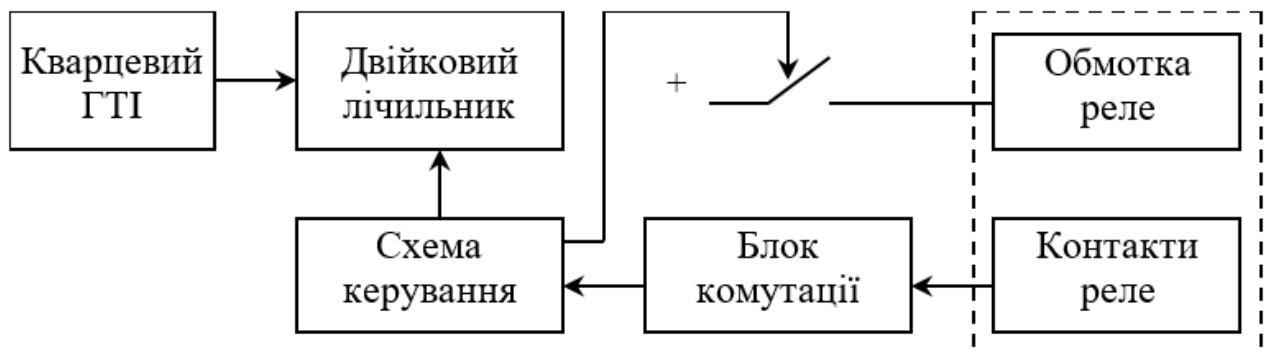 Кварцевий
ГТІ
Двійковий
лічильник
+
Обмотка
реле
Схема
керування
Блок
комутації
Контакти
реле